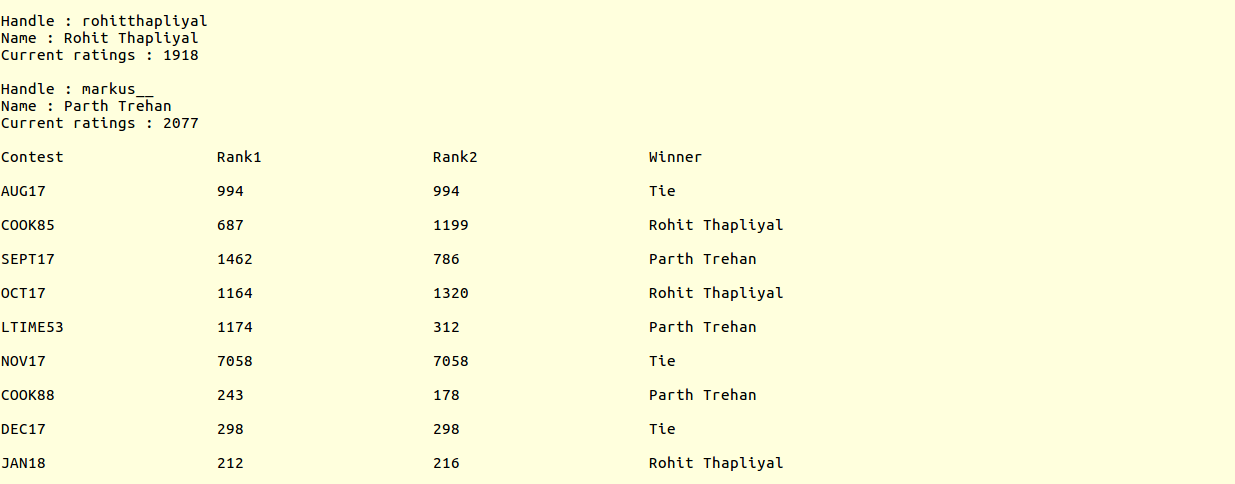 Handle : rohitthapliyal
Name : Rohit Thapliyal
Current ratings : 1918
Handle : markus__
Name : Parth Trehan
Current ratings : 2077
Contest Rank1 Rank2 Winner
AUG17 994 994 Tie
COOK85 687 1199 Rohit Thapliyal
SEPT17 1462 786 Parth Trehan
OCT17 1164 1320 Rohit Thapliyal
LTIME53 1174 312 Parth Trehan
NOV17 7058 7058 Tie
COOK88 243 178 Parth Trehan
DEC17 298 298 Tie
JAN18 212 216 Rohit Thapliyal